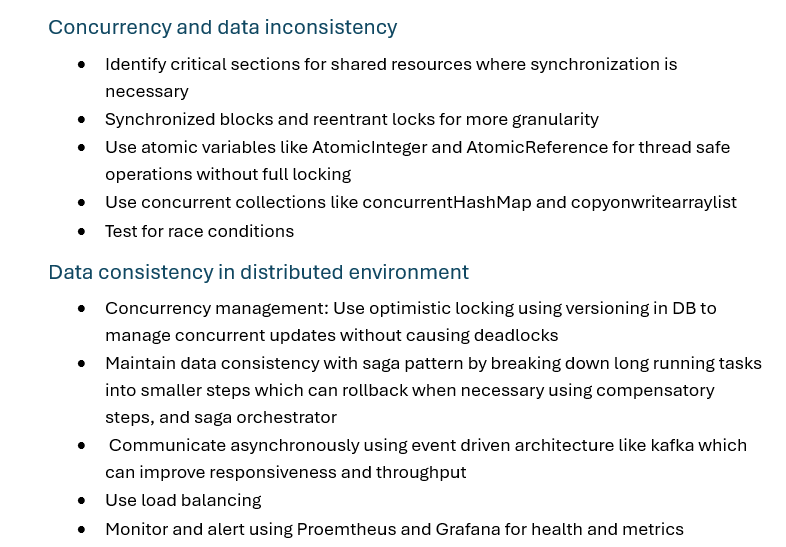 Concurrency and data inconsistency
• Identify critical sections for shared resources where synchronization is
necessary
• Synchronized blocks and reentrant locks for more granularity
• Use atomic variables like AtomicInteger and AtomicReference for thread safe
operations without full locking
• Use concurrent collections like concurrentHashMap and copyonwritearraylist
• Test for race conditions
Data consistency in distributed environment
• Concurrency management: Use optimistic locking using versioning in DB to
manage concurrent updates without causing deadlocks
• Maintain data consistency with saga pattern by breaking down long running tasks
into smaller steps which can rollback when necessary using compensatory
steps, and saga orchestrator
• Communicate asynchronously using event driven architecture like kafka which
can improve responsiveness and throughput
• Use load balancing
• Monitor and alert using Proemtheus and Grafana for health and metrics